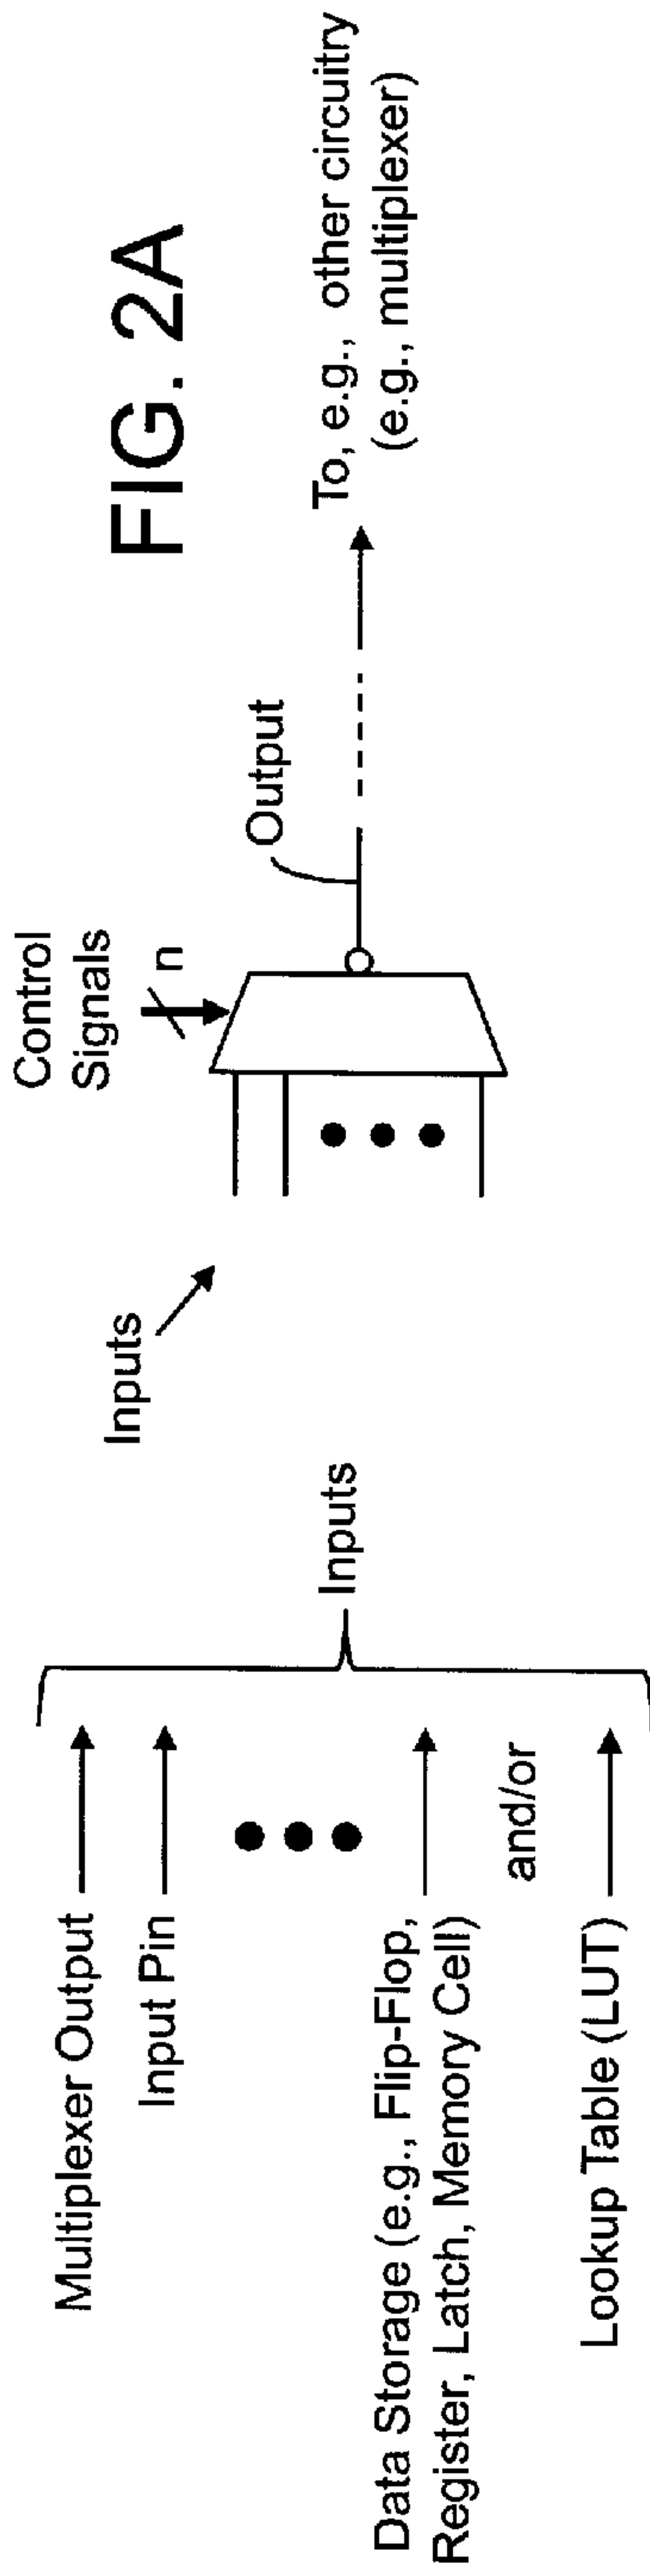 FIG. 2A
Control
Signals
n
Inputs
Output
To, e.g., other circuitry
(e.g., multiplexer)
Multiplexer Output
Input Pin
Data Storage (e.g., Flip-Flop,
Register, Latch, Memory Cell)
and/or
Lookup Table (LUT)
Inputs